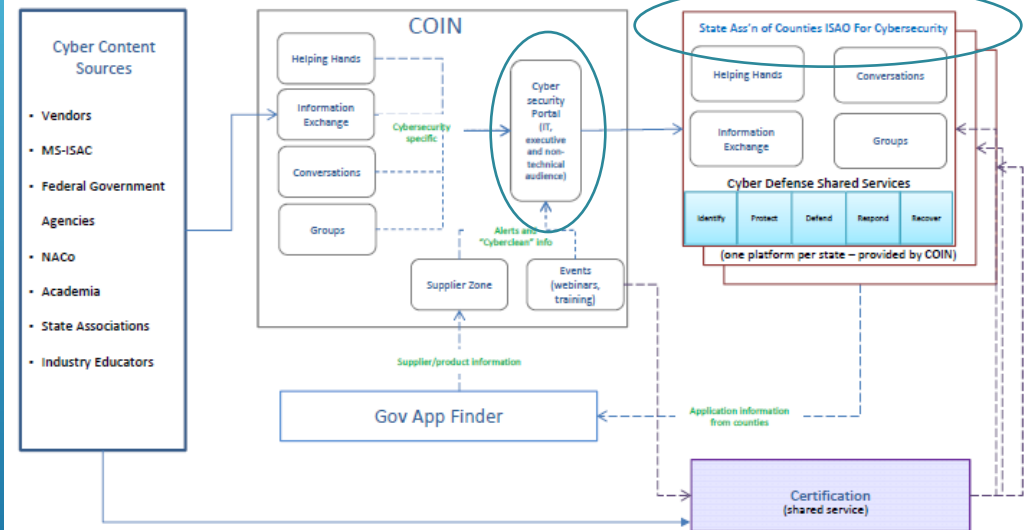 Cyber Content
Sources
• Vendors
• MS-ISAC
• Federal Government
Agencies
• NACo
• Academia
• State Associations
• Industry Educators
COIN
Helping Hands
Information
Exchange
Conversations
Groups
Cybersecurity
specific
Cyber
security
Portal
(IT,
executive
and non-
technical
audience)
Alerts and
"Cyberclean" info
Supplier Zone
Events
(webinars,
training)
State Ass'n of Counties ISAO For Cybersecurity
Helping Hands
Conversations
Information
Exchange
Groups
Cyber Defense Shared Services
Identify
Protect
Defend
Respond
Recover
(one platform per state – provided by COIN)
Supplier/product information
Gov App Finder
Application information
from counties
Certification
(shared service)